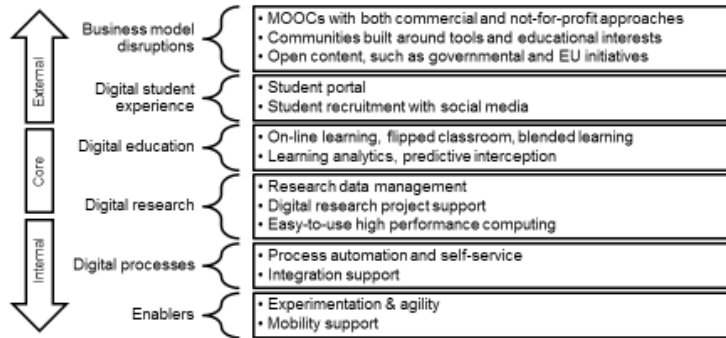 External
Core
Internal
Business model
disruptions
• MOOCs with both commercial and not-for-profit approaches
• Communities built around tools and educational interests
• Open content, such as governmental and EU initiatives
Digital student
experience
• Student portal
• Student recruitment with social media
Digital education
• On-line learning, flipped classroom, blended learning
• Learning analytics, predictive interception
Digital research
• Research data management
• Digital research project support
• Easy-to-use high performance computing
Digital processes
• Process automation and self-service
• Integration support
Enablers
• Experimentation & agility
• Mobility support